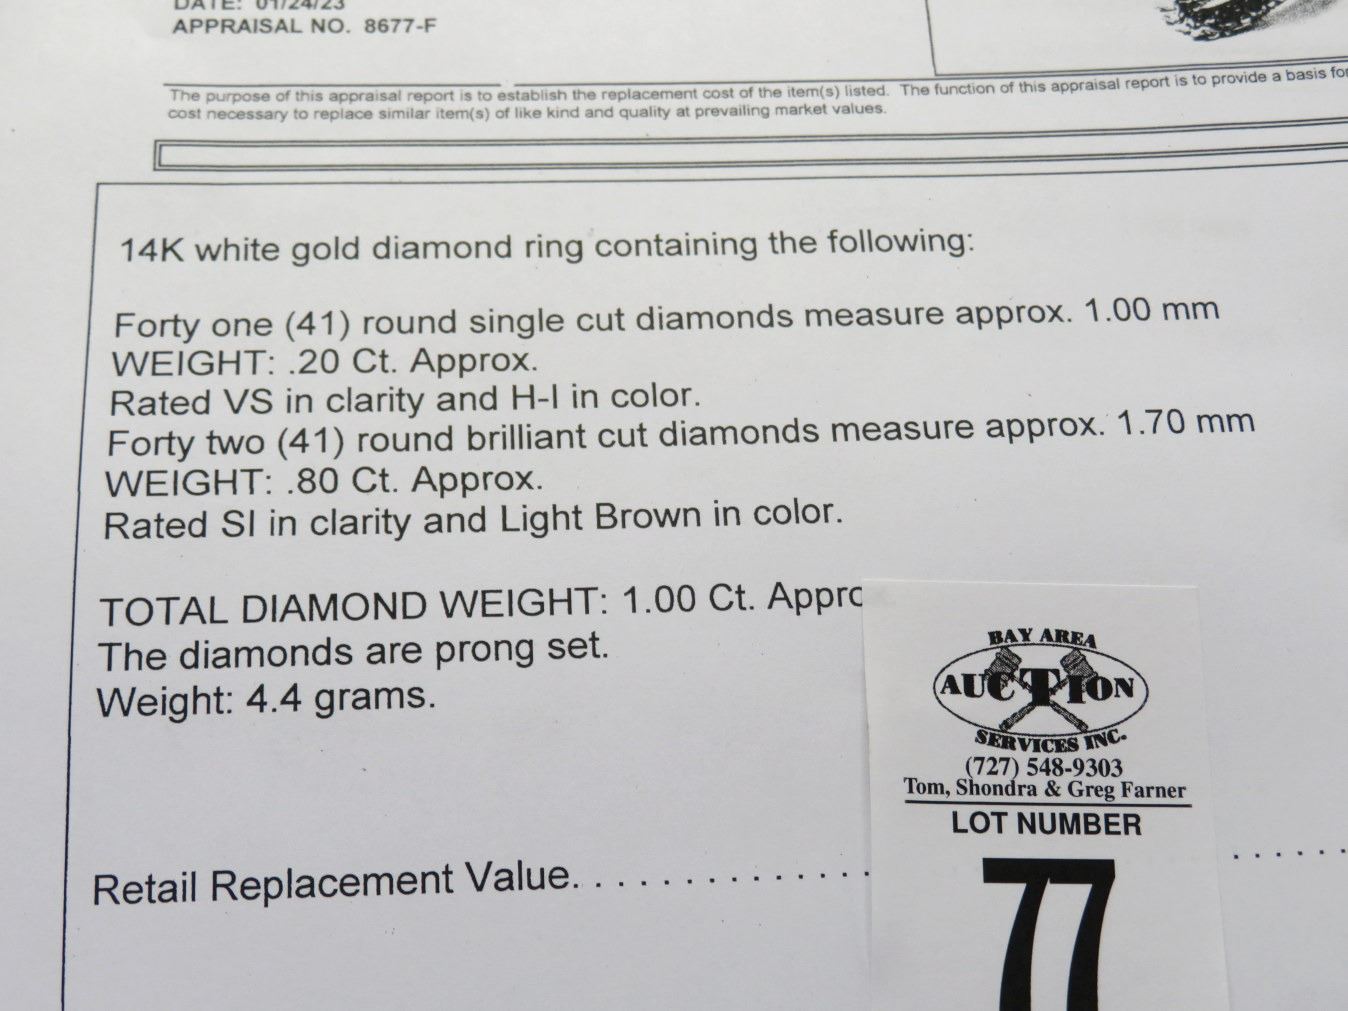 DATE: 01/24/23
APPRAISAL NO. 8677-F
The purpose of this appraisal report is to establish the replacement cost of the item(s) listed. The function of this appraisal report is to provide a basis for
cost necessary to replace similar item(s) of like kind and quality at prevailing market values.
14K white gold diamond ring containing the following:
Forty one (41) round single cut diamonds measure approx. 1.00 mm
WEIGHT: .20 Ct. Approx.
Rated VS in clarity and H-I in color.
Forty two (41) round brilliant cut diamonds measure approx. 1.70 mm
WEIGHT: .80 Ct. Approx.
Rated SI in clarity and Light Brown in color.
TOTAL DIAMOND WEIGHT: 1.00 Ct. Appro
The diamonds are prong set.
Weight: 4.4 grams.
Retail Replacement Value. . . . . . . . . . . . . . . . . . . .
BAY AREA
AUCTION
SERVICES INC.
(727) 548-9303
Tom, Shondra & Greg Farner
LOT NUMBER
77